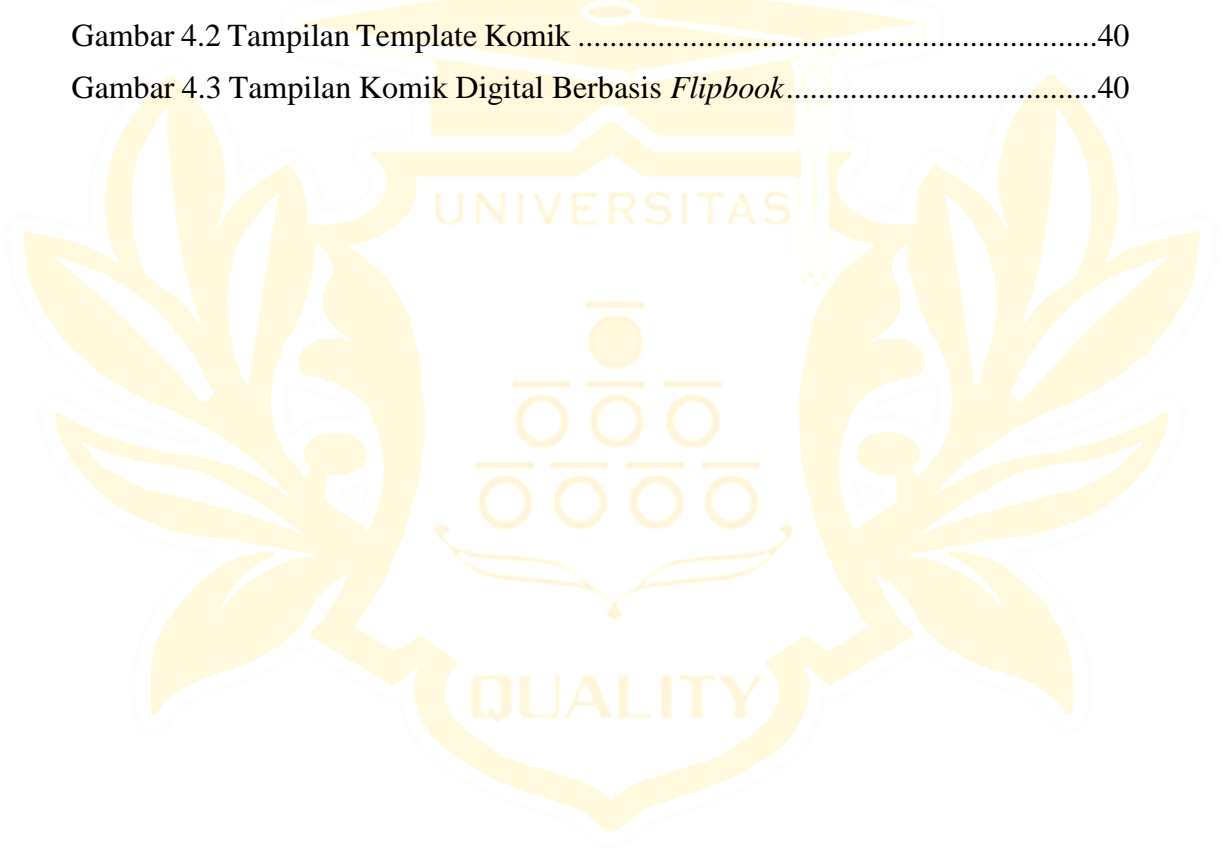 Gambar 4.2 Tampilan Template Komik ................................................................40
Gambar 4.3 Tampilan Komik Digital Berbasis Flipbook......................................40
UNIVERSITAS
QUALITY